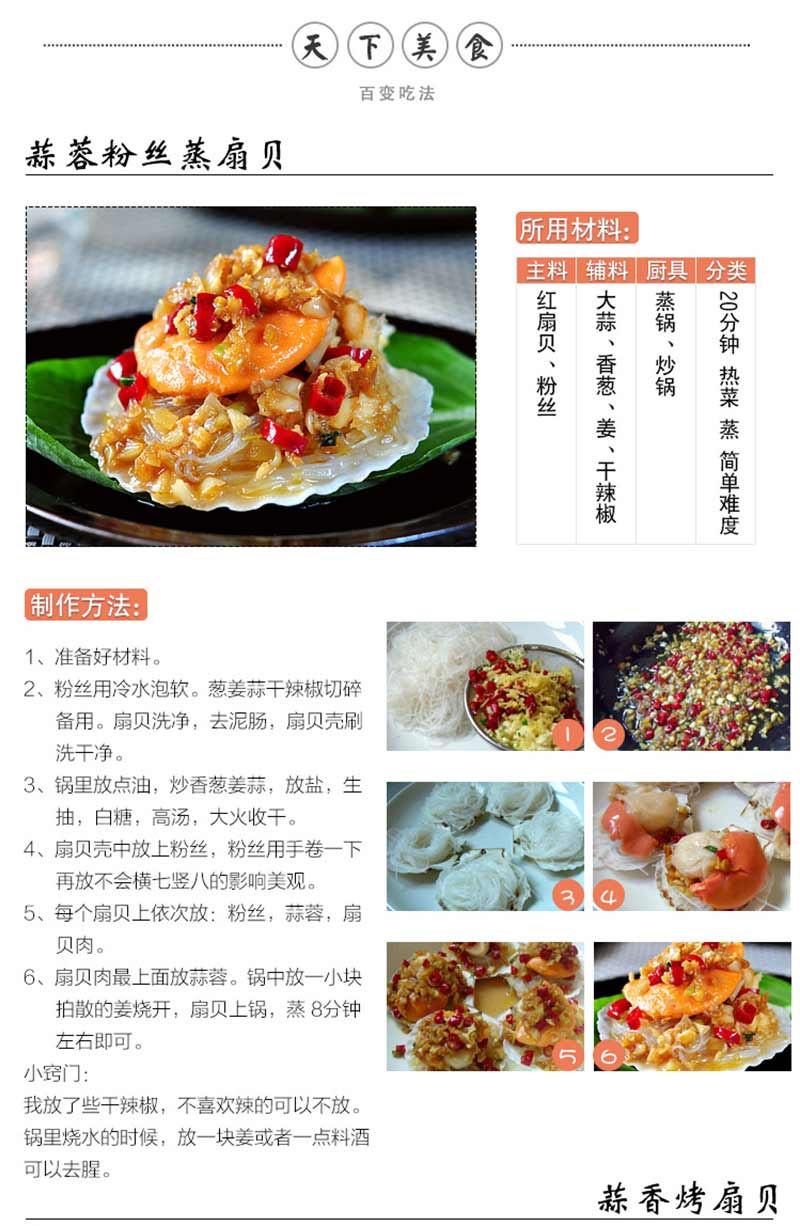 天下美食
百变吃法
蒜蓉粉丝蒸扇贝
所用材料:
主料 辅料 厨具 分类
红扇贝、粉丝
大蒜、香葱、姜、干辣椒
蒸锅、炒锅
20分钟 热菜 蒸 简单难度
制作方法:
1、准备好材料。
2、粉丝用冷水泡软。葱姜蒜干辣椒切碎
备用。扇贝洗净，去泥肠，扇贝壳刷
洗干净。
3、锅里放点油，炒香葱姜蒜，放盐，生
抽，白糖，高汤，大火收干。
4、扇贝壳中放上粉丝，粉丝用手卷一下
再放不会横七竖八的影响美观。
5、每个扇贝上依次放：粉丝，蒜蓉，扇
贝肉。
6、扇贝肉最上面放蒜蓉。锅中放一小块
拍散的姜烧开，扇贝上锅，蒸 8分钟
左右即可。
小窍门：
我放了些干辣椒，不喜欢辣的可以不放。
锅里烧水的时候，放一块姜或者一点料酒
可以去腥。
1 2
3 4
5 6
蒜香烤扇贝